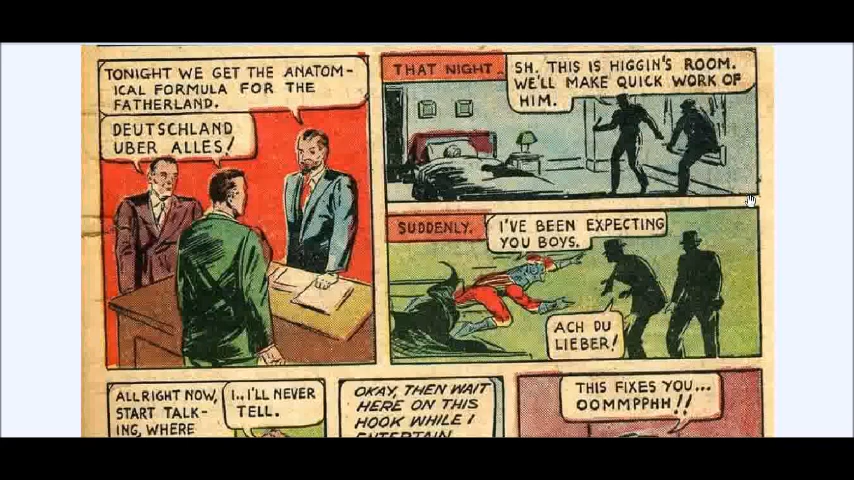 TONIGHT WE GET THE ANATOM-
ICAL FORMULA FOR THE
FATHERLAND.
DEUTSCHLAND
UBER ALLES!
THAT NIGHT..
SH. THIS IS HIGGIN'S ROOM.
WE'LL MAKE QUICK WORK OF
HIM.
SUDDENLY.
I'VE BEEN EXPECTING
YOU BOYS.
ACH DU
LIEBER!
ALLRIGHT NOW,
START TALK-
ING, WHERE
I..I'LL NEVER
TELL.
OKAY, THEN WAIT
HERE ON THIS
HOOK WHILE I
ENTERTAIN
THIS FIXES YOU...
OOMMPPHH!!